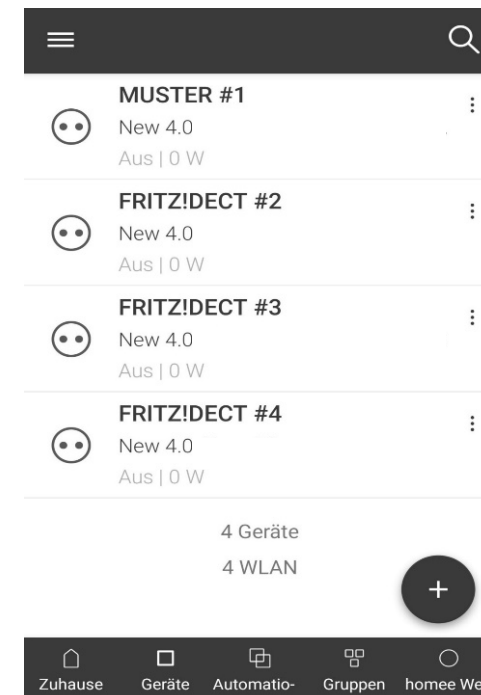 MUSTER #1
New 4.0
Aus | 0 W
FRITZ!DECT #2
New 4.0
Aus | 0 W
FRITZ!DECT #3
New 4.0
Aus | 0 W
FRITZ!DECT #4
New 4.0
Aus | 0 W
4 Geräte
4 WLAN
+
Zuhause Geräte Automatio- Gruppen homee We